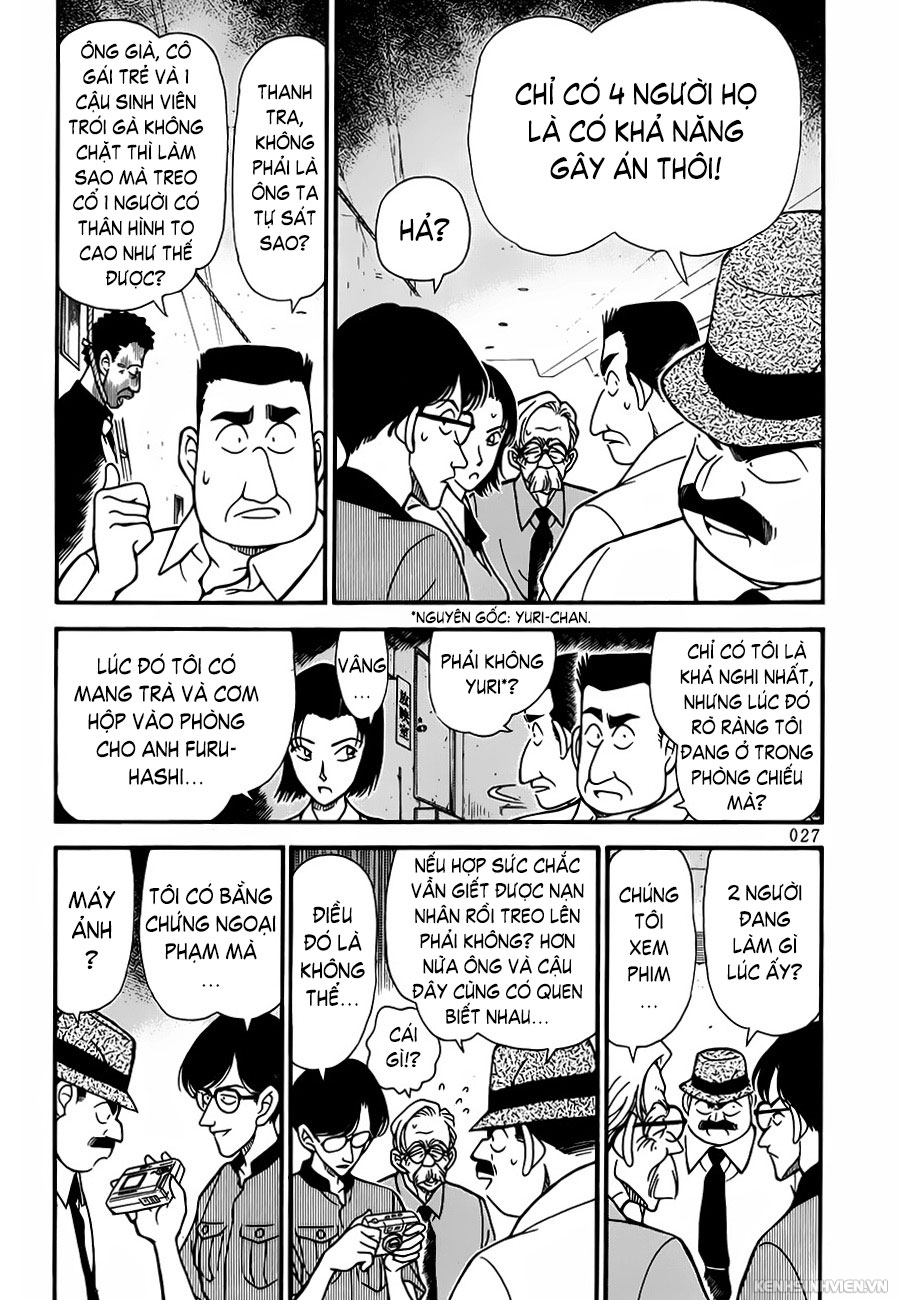 CHỈ CÓ 4 NGƯỜI HỌ
LÀ CÓ KHẢ NĂNG
GÂY ÁN THÔI!
HẢ?
THANH
TRA,
KHÔNG
PHẢI LÀ
ÔNG TA
TỰ SÁT
SAO?
ÔNG GIÀ, CÔ
GÁI TRẺ VÀ 1
CẬU SINH VIÊN
TRÓI GÀ KHÔNG
CHẶT THÌ LÀM
SAO MÀ TREO
CỔ 1 NGƯỜI CÓ
THÂN HÌNH TO
CAO NHƯ THẾ
ĐƯỢC?
*NGUYÊN GỐC: YURI-CHAN.
CHỈ CÓ TÔI LÀ
KHẢ NGHI NHẤT,
NHƯNG LÚC ĐÓ
RÕ RÀNG TÔI
ĐANG Ở TRONG
PHÒNG CHIẾU
MÀ?
PHẢI KHÔNG
YURI*?
放映室
VÂNG
...
LÚC ĐÓ TÔI CÓ
MANG TRÀ VÀ CƠM
HỘP VÀO PHÒNG
CHO ANH FURU-
HASHI...
027
2 NGƯỜI
ĐANG
LÀM GÌ
LÚC ẤY?
CHÚNG
TÔI
XEM
PHIM
...
NẾU HỢP SỨC CHẮC
VẪN GIẾT ĐƯỢC NẠN
NHÂN RỒI TREO LÊN
PHẢI KHÔNG? HƠN
NỮA ÔNG VÀ CẬU
ĐÂY CŨNG CÓ QUEN
BIẾT NHAU...
CÁI
GÌ!?
ĐIỀU
ĐÓ LÀ
KHÔNG
THỂ...
TÔI CÓ BẰNG
CHỨNG NGOẠI
PHẠM MÀ
...
MÁY
ẢNH
?
KENHSINHVIEN.VN